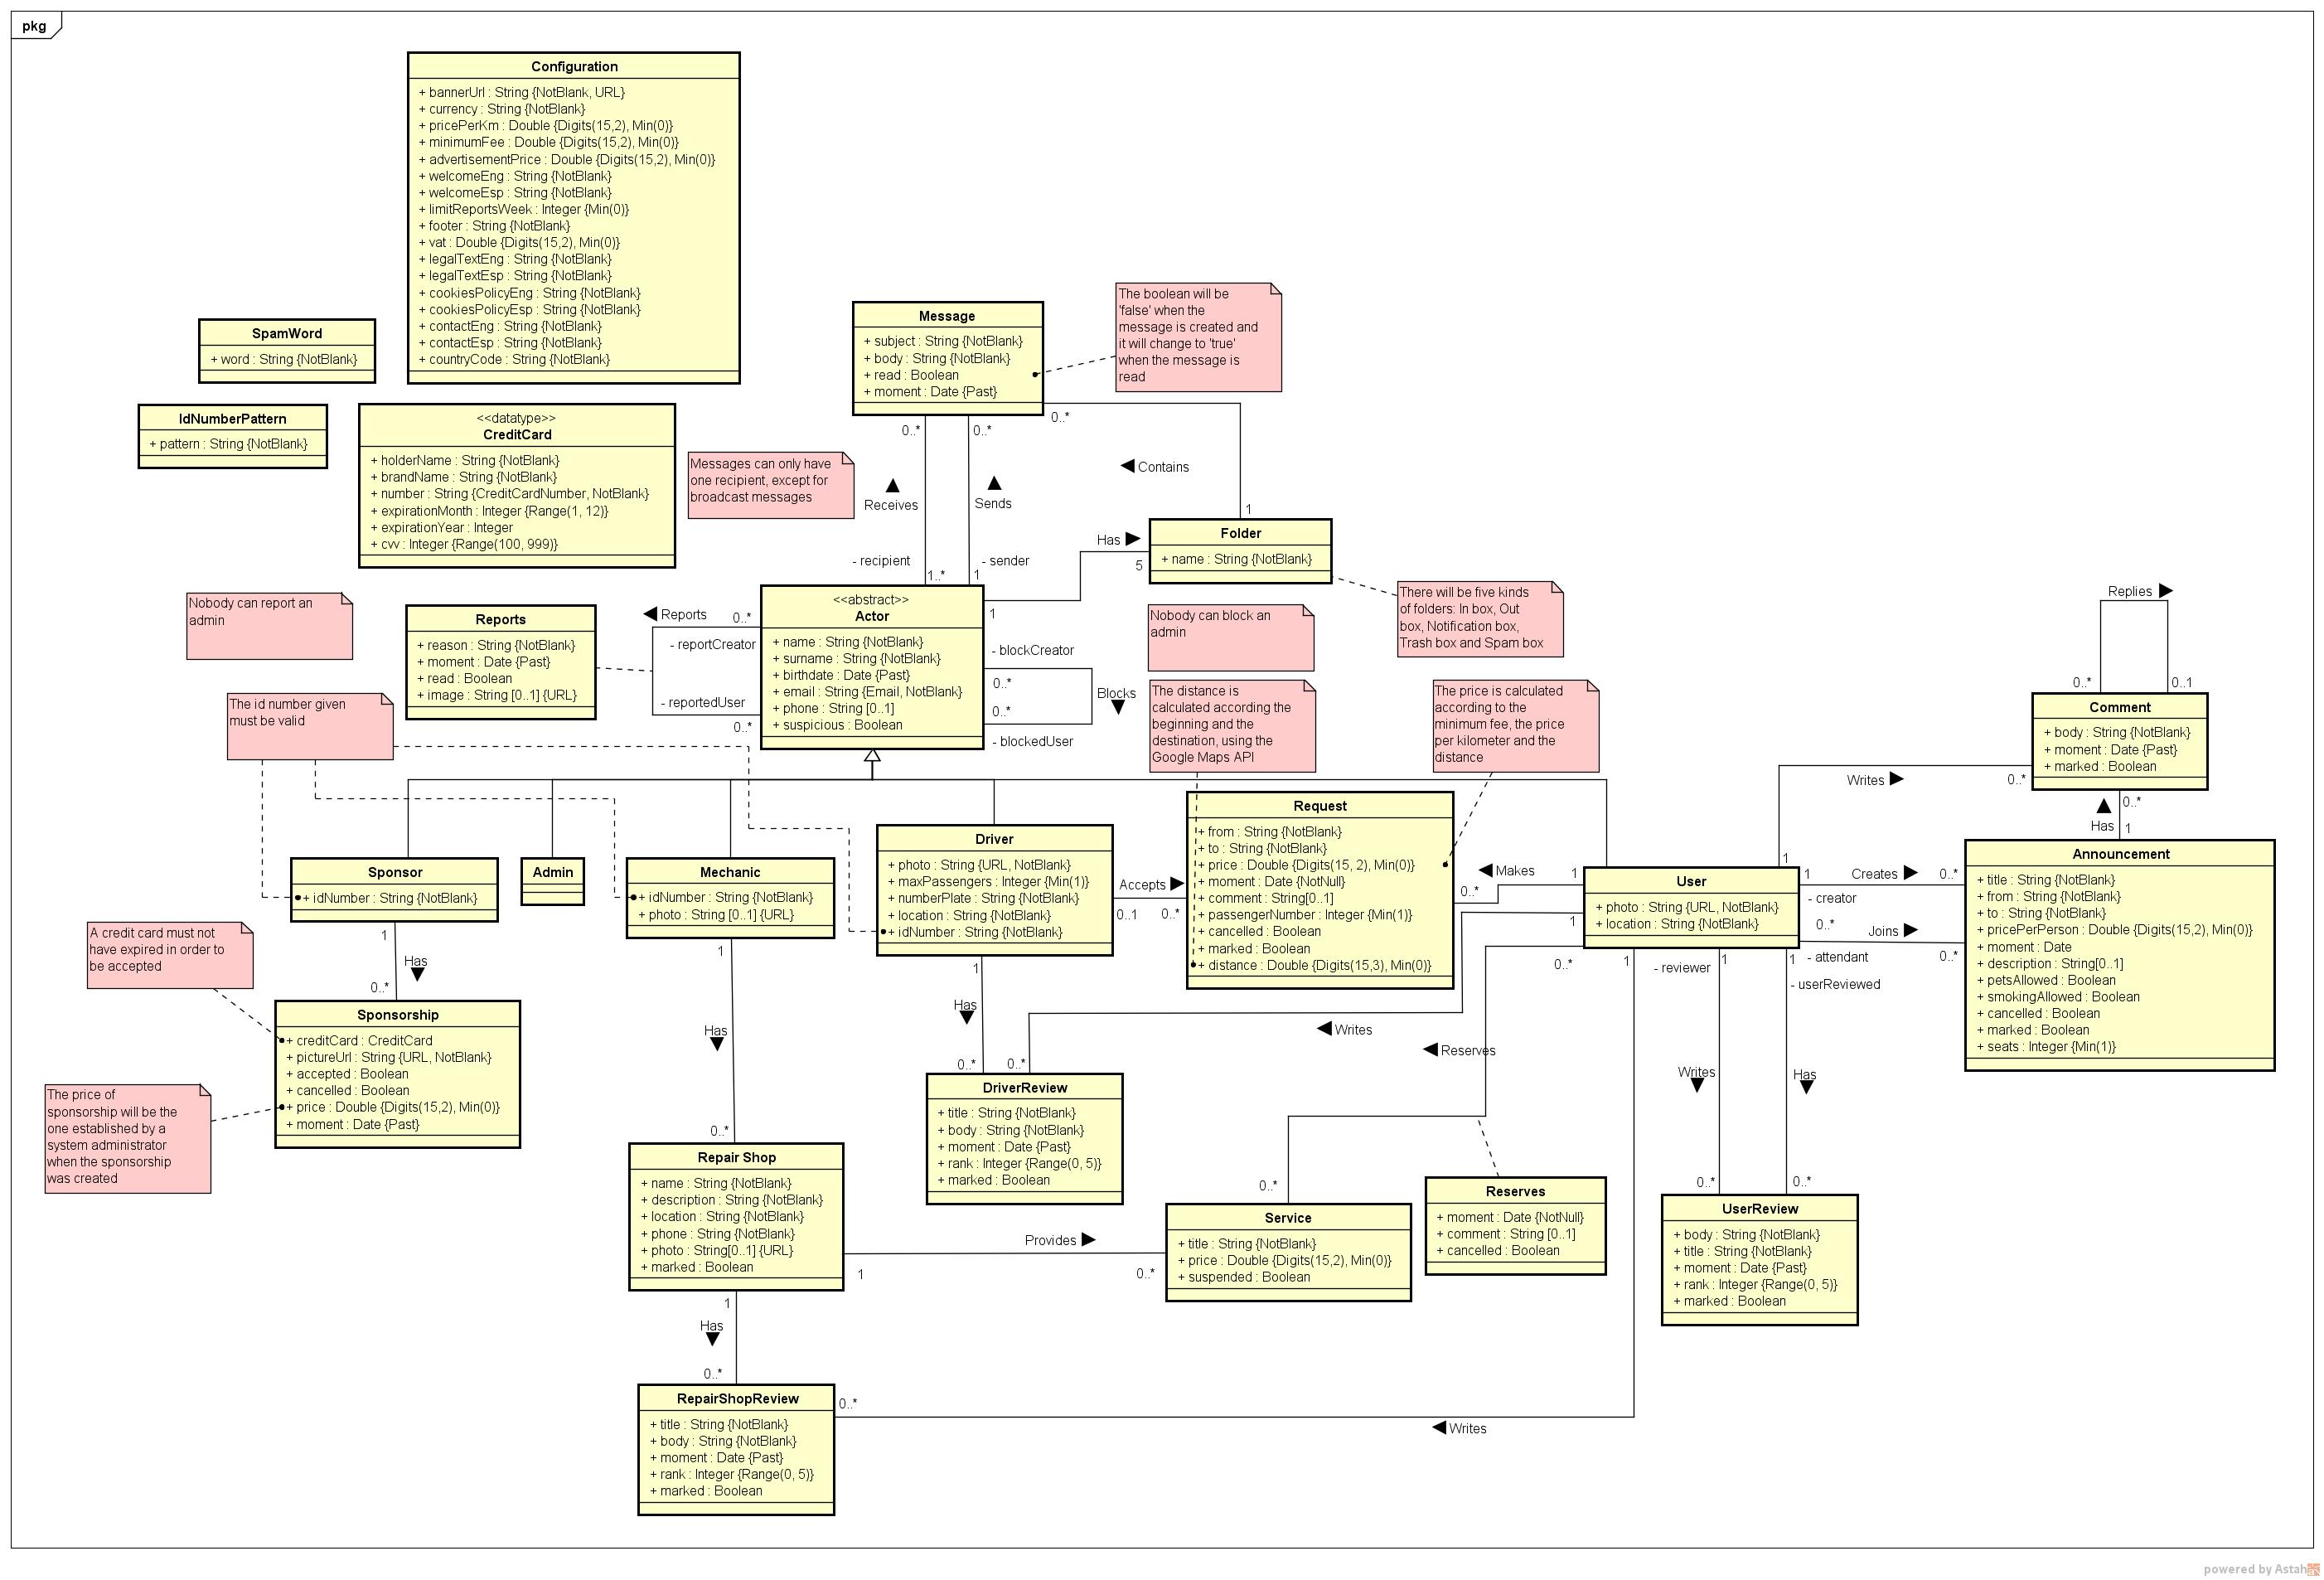 pkg
Configuration
+ bannerUrl : String {NotBlank, URL}
+ currency : String {NotBlank}
+ pricePerKm : Double {Digits(15,2), Min(0)}
+ minimumFee : Double {Digits(15,2), Min(0)}
+ advertisementPrice : Double {Digits(15,2), Min(0)}
+ welcomeEng : String {NotBlank}
+ welcomeEsp : String {NotBlank}
+ limitReportsWeek : Integer {Min(0)}
+ footer : String {NotBlank}
+ vat : Double {Digits(15,2), Min(0)}
+ legalTextEng : String {NotBlank}
+ legalTextEsp : String {NotBlank}
+ cookiesPolicyEng : String {NotBlank}
+ cookiesPolicyEsp : String {NotBlank}
+ contactEng : String {NotBlank}
+ contactEsp : String {NotBlank}
+ countryCode : String {NotBlank}
SpamWord
+ word : String {NotBlank}
IdNumberPattern
+ pattern : String {NotBlank}
<<datatype>>
CreditCard
+ holderName : String {NotBlank}
+ brandName : String {NotBlank}
+ number : String {CreditCardNumber, NotBlank}
+ expirationMonth : Integer {Range(1, 12)}
+ expirationYear : Integer
+ cvv : Integer {Range(100, 999)}
Message
+ subject : String {NotBlank}
+ body : String {NotBlank}
+ read : Boolean
+ moment : Date {Past}
The boolean will be
'false' when the
message is created and
it will change to 'true'
when the message is
read
0..*
0..*
0..*
Messages can only have
one recipient, except for
broadcast messages
Receives
Sends
Contains
- recipient
- sender
1..*
1
1
Has
5
1
Folder
+ name : String {NotBlank}
There will be five kinds
of folders: In box, Out
box, Notification box,
Trash box and Spam box
Nobody can report an
admin
Reports
+ reason : String {NotBlank}
+ moment : Date {Past}
+ read : Boolean
+ image : String [0..1] {URL}
Reports
0..*
- reportCreator
- reportedUser
0..*
<<abstract>>
Actor
+ name : String {NotBlank}
+ surname : String {NotBlank}
+ birthdate : Date {Past}
+ email : String {Email, NotBlank}
+ phone : String [0..1]
+ suspicious : Boolean
- blockCreator
0..*
0..*
- blockedUser
Blocks
Nobody can block an
admin
The id number given
must be valid
The distance is
calculated according the
beginning and the
destination, using the
Google Maps API
The price is calculated
according to the
minimum fee, the price
per kilometer and the
distance
Replies
0..*
0..1
Comment
+ body : String {NotBlank}
+ moment : Date {Past}
+ marked : Boolean
Writes
0..*
1
0..*
Has
1
Sponsor
+ idNumber : String {NotBlank}
Admin
Mechanic
+ idNumber : String {NotBlank}
+ photo : String [0..1] {URL}
Driver
+ photo : String {URL, NotBlank}
+ maxPassengers : Integer {Min(1)}
+ numberPlate : String {NotBlank}
+ location : String {NotBlank}
+ idNumber : String {NotBlank}
Accepts
0..1
0..*
Request
+ from : String {NotBlank}
+ to : String {NotBlank}
+ price : Double {Digits(15, 2), Min(0)}
+ moment : Date {NotNull}
+ comment : String[0..1]
+ passengerNumber : Integer {Min(1)}
+ cancelled : Boolean
+ marked : Boolean
+ distance : Double {Digits(15,3), Min(0)}
Makes
0..*
1
User
+ photo : String {URL, NotBlank}
+ location : String {NotBlank}
1
Creates
0..*
- creator
0..*
Joins
- attendant
0..*
Announcement
+ title : String {NotBlank}
+ from : String {NotBlank}
+ to : String {NotBlank}
+ pricePerPerson : Double {Digits(15,2), Min(0)}
+ moment : Date
+ description : String[0..1]
+ petsAllowed : Boolean
+ smokingAllowed : Boolean
+ cancelled : Boolean
+ marked : Boolean
+ seats : Integer {Min(1)}
A credit card must not
have expired in order to
be accepted
1
Has
0..*
Sponsorship
+ creditCard : CreditCard
+ pictureUrl : String {URL, NotBlank}
+ accepted : Boolean
+ cancelled : Boolean
+ price : Double {Digits(15,2), Min(0)}
+ moment : Date {Past}
The price of
sponsorship will be the
one established by a
system administrator
when the sponsorship
was created
1
Has
0..*
1
Has
0..*
0..*
1
Writes
0..*
Reserves
1
- reviewer
1
1
- userReviewed
Writes
Has
0..*
0..*
DriverReview
+ title : String {NotBlank}
+ body : String {NotBlank}
+ moment : Date {Past}
+ rank : Integer {Range(0, 5)}
+ marked : Boolean
Repair Shop
+ name : String {NotBlank}
+ description : String {NotBlank}
+ location : String {NotBlank}
+ phone : String {NotBlank}
+ photo : String[0..1] {URL}
+ marked : Boolean
Provides
1
0..*
0..*
Service
+ title : String {NotBlank}
+ price : Double {Digits(15,2), Min(0)}
+ suspended : Boolean
Reserves
+ moment : Date {NotNull}
+ comment : String [0..1]
+ cancelled : Boolean
UserReview
+ body : String {NotBlank}
+ title : String {NotBlank}
+ moment : Date {Past}
+ rank : Integer {Range(0, 5)}
+ marked : Boolean
1
Has
0..*
RepairShopReview
+ title : String {NotBlank}
+ body : String {NotBlank}
+ moment : Date {Past}
+ rank : Integer {Range(0, 5)}
+ marked : Boolean
0..*
Writes
powered by Astah